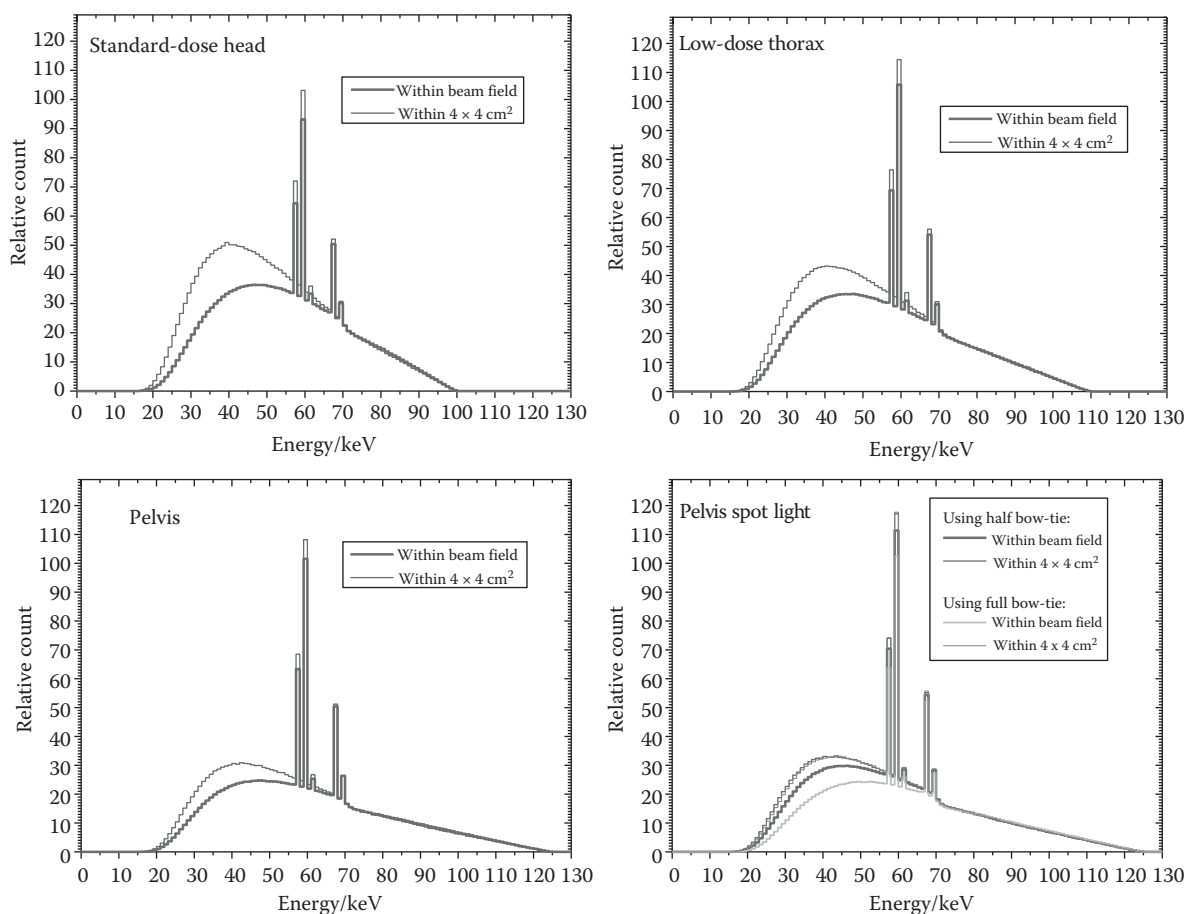 Standard-dose head
Within beam field
Within 4 × 4 cm²
120
110
100
90
80
70
60
50
40
30
20
10
0
Relative count
0 10 20 30 40 50 60 70 80 90 100 110 120 130
Energy/keV
Low-dose thorax
Within beam field
Within 4 × 4 cm²
120
110
100
90
80
70
60
50
40
30
20
10
0
Relative count
0 10 20 30 40 50 60 70 80 90 100 110 120 130
Energy/keV
Pelvis
Within beam field
Within 4 × 4 cm²
120
110
100
90
80
70
60
50
40
30
20
10
0
Relative count
0 10 20 30 40 50 60 70 80 90 100 110 120 130
Energy/keV
Pelvis spot light
Using half bow-tie:
Within beam field
Within 4 × 4 cm²
Using full bow-tie:
Within beam field
Within 4 x 4 cm²
120
110
100
90
80
70
60
50
40
30
20
10
0
Relative count
0 10 20 30 40 50 60 70 80 90 100 110 120 130
Energy/keV